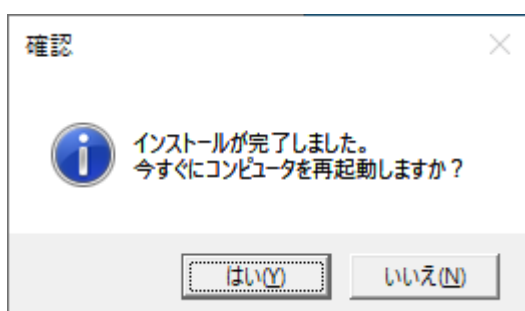 確認
インストールが完了しました。
今すぐにコンピュータを再起動しますか？
はい(Y)
いいえ(N)